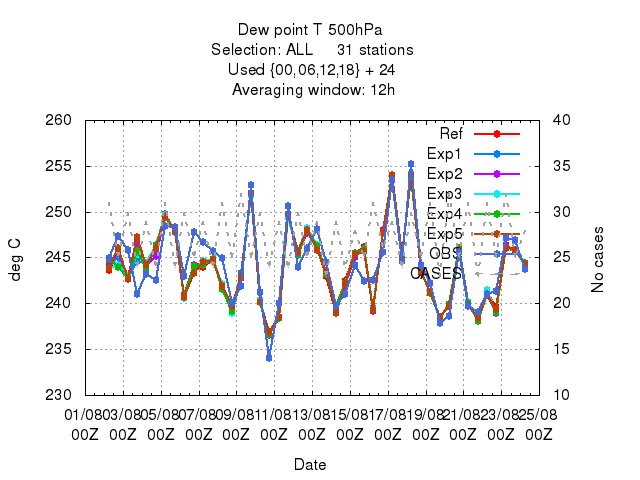 Dew point T 500hPa
Selection: ALL 31 stations
Used {00,06,12,18} + 24
Averaging window: 12h
260 40
255 35
250 30
245 25
240 20
235 15
230 10
deg C
No cases
Ref
Exp1
Exp2
Exp3
Exp4
Exp5
OBS
CASES
01/08 03/08 05/08 07/08 09/08 11/08 13/08 15/08 17/08 19/08 21/08 23/08 25/08
00Z 00Z 00Z 00Z 00Z 00Z 00Z 00Z 00Z 00Z 00Z 00Z 00Z
Date